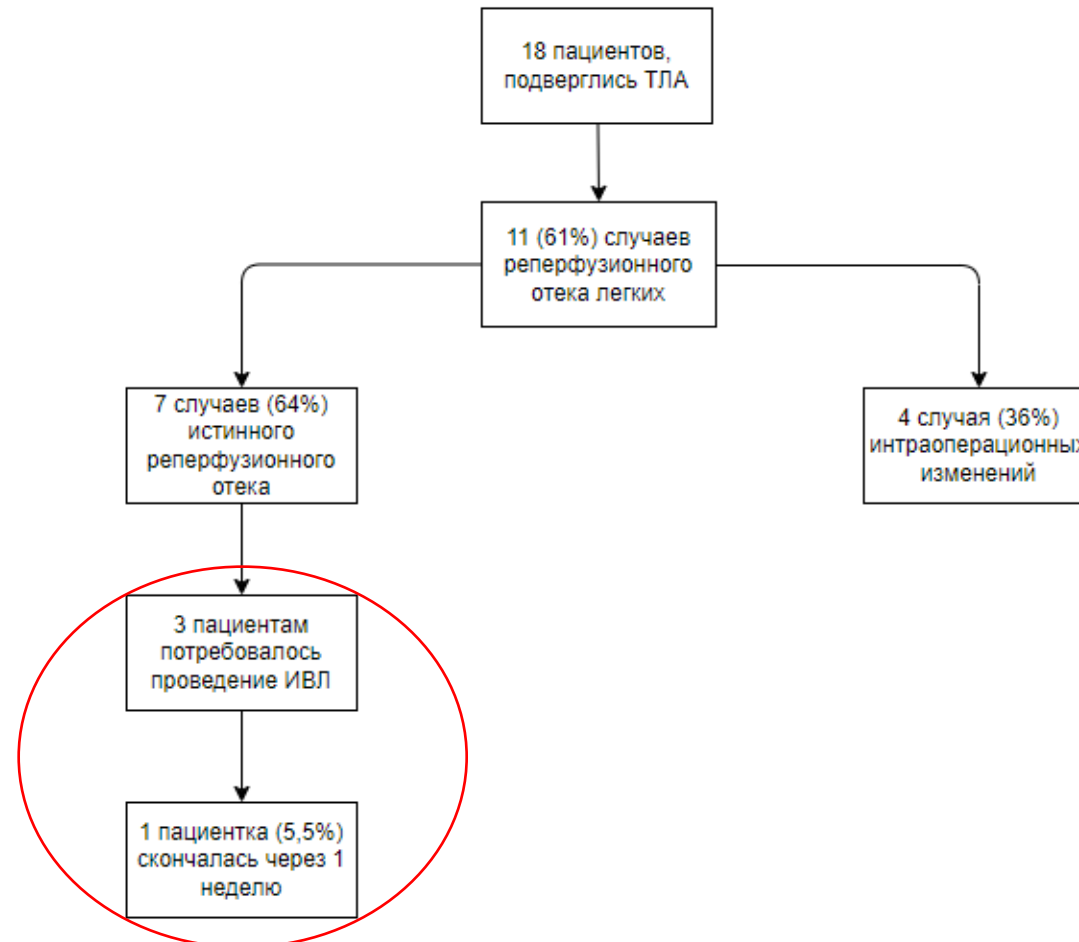 18 пациентов,
подверглись ТЛА
11 (61%) случаев
реперфузионного
отека легких
7 случаев (64%)
истинного
реперфузионного
отека
4 случая (36%)
интраоперационных
изменений
3 пациентам
потребовалось
проведение ИВЛ
1 пациентка (5,5%)
скончалась через 1
неделю